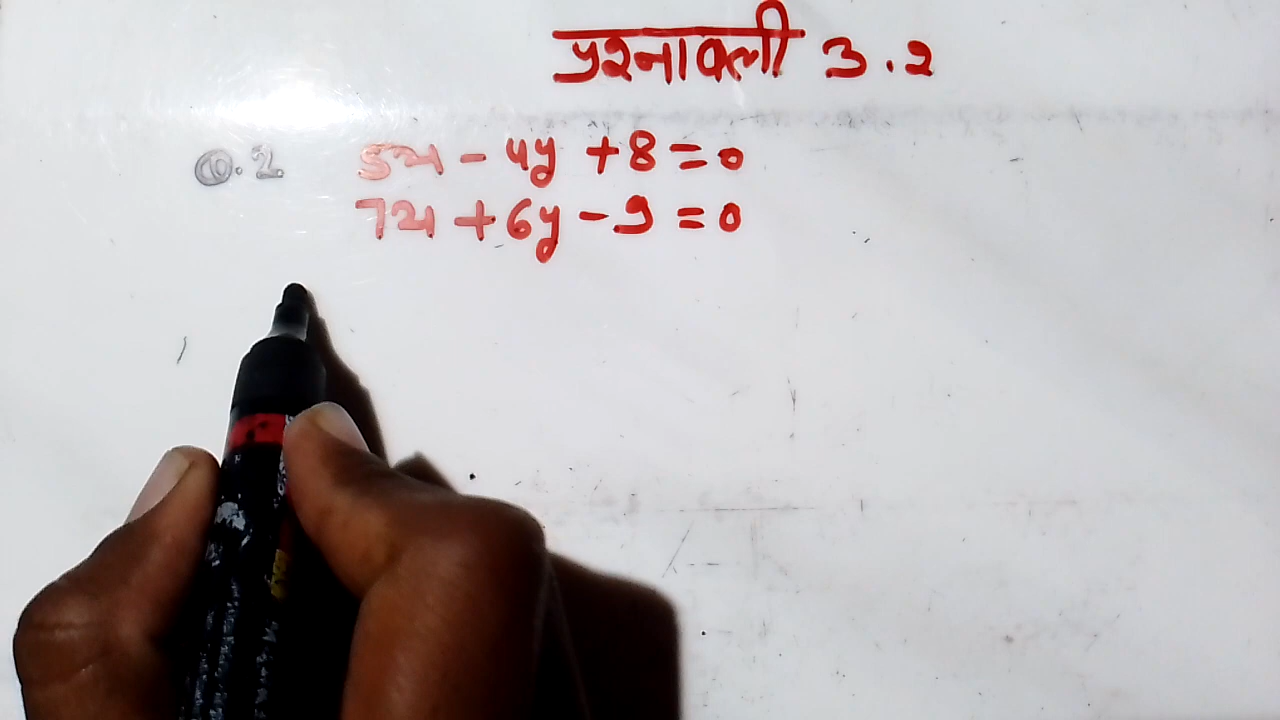 प्रश्नावली 3.2
Q.2 5x - 4y + 8 = 0
7x + 6y - 9 = 0